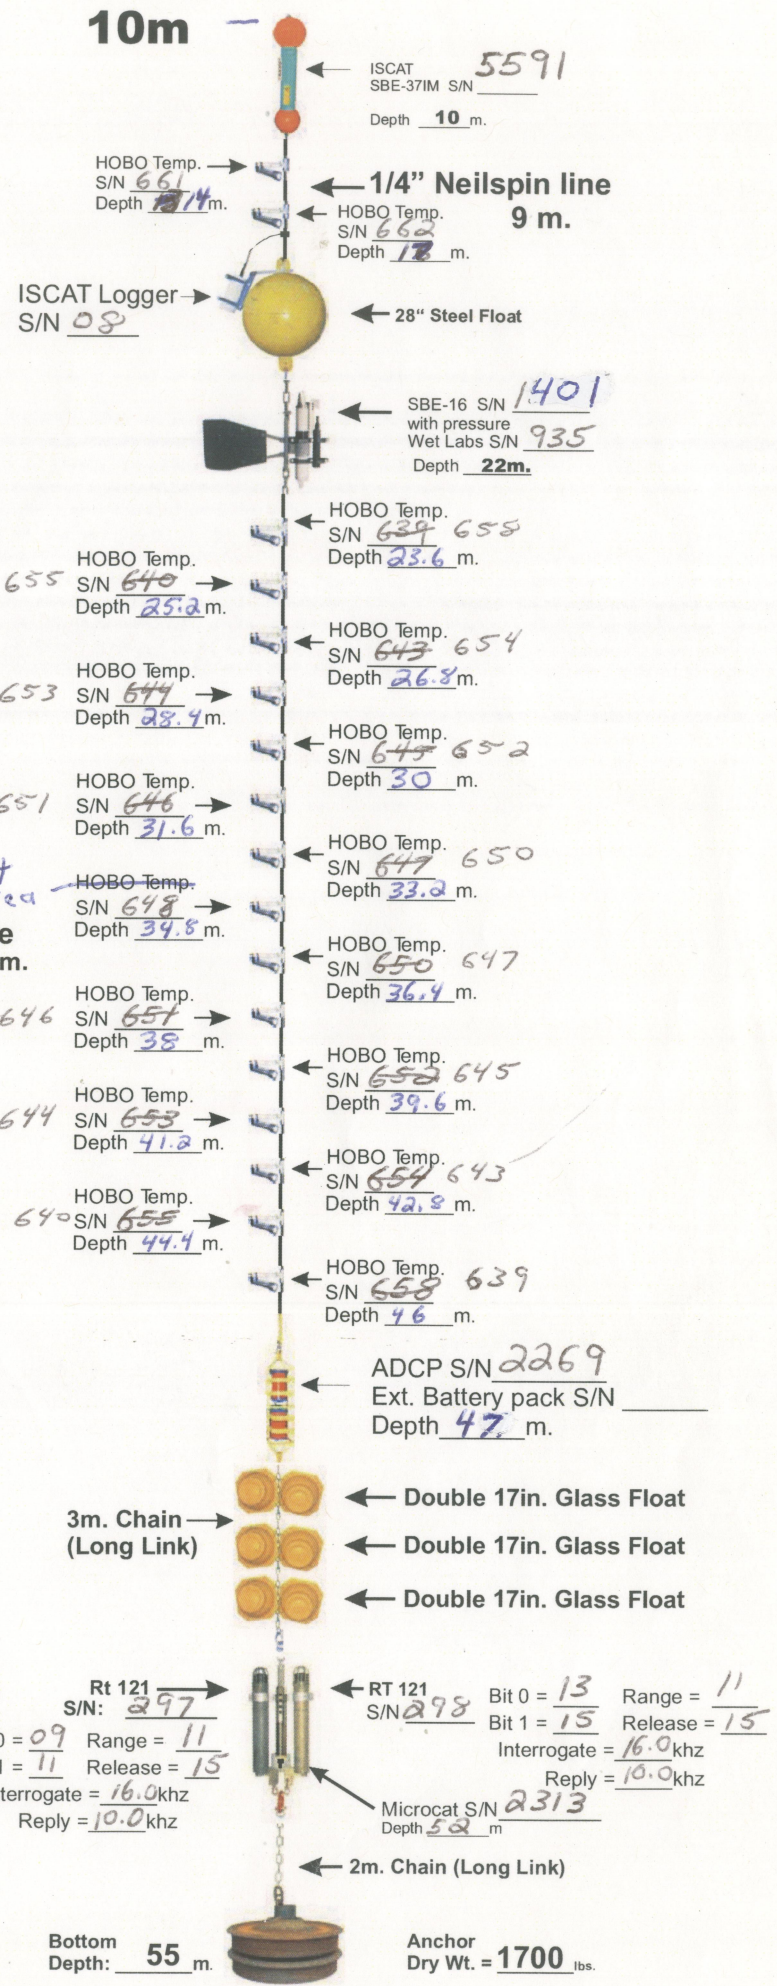 10m
ISCAT 5591
SBE-37IM S/N
Depth 10 m.
HOBO Temp.
S/N 661
Depth 14 m.
1/4” Neilspin line
9 m.
HOBO Temp.
S/N 662
Depth m.
ISCAT Logger
S/N 08
28“ Steel Float
SBE-16 S/N 1401
with pressure
Wet Labs S/N 935
Depth 22m.
HOBO Temp.
S/N 639 658
Depth 23.6 m.
HOBO Temp.
655 S/N 640
Depth 25.2 m.
HOBO Temp.
S/N 643 654
Depth 26.8 m.
HOBO Temp.
653 S/N 644
Depth 28.4 m.
HOBO Temp.
S/N 645 652
Depth 30 m.
HOBO Temp.
651 S/N 646
Depth 31.6 m.
HOBO Temp.
S/N 647 650
Depth 33.2 m.
HOBO Temp.
S/N 648
Depth 34.8 m.
e
m.
HOBO Temp.
S/N 650 647
Depth 36.4 m.
HOBO Temp.
646 S/N 651
Depth 38 m.
HOBO Temp.
S/N 652 645
Depth 39.6 m.
HOBO Temp.
644 S/N 653
Depth 41.2 m.
HOBO Temp.
S/N 654 643
Depth 42.8 m.
HOBO Temp.
640 S/N 655
Depth 44.4 m.
HOBO Temp.
S/N 658 639
Depth 46 m.
ADCP S/N 2269
Ext. Battery pack S/N
Depth 47 m.
Double 17in. Glass Float
3m. Chain
(Long Link)
Double 17in. Glass Float
Double 17in. Glass Float
Rt 121
S/N: 297
0 = 09 Range = 11
1 = 11 Release = 15
terrogate = 16.0 khz
Reply = 10.0 khz
RT 121
S/N 298
Bit 0 = 13 Range = 11
Bit 1 = 15 Release = 15
Interrogate = 16.0 khz
Reply = 10.0 khz
Microcat S/N 2313
Depth 52 m
2m. Chain (Long Link)
Bottom
Depth: 55 m.
Anchor
Dry Wt. = 1700 lbs.